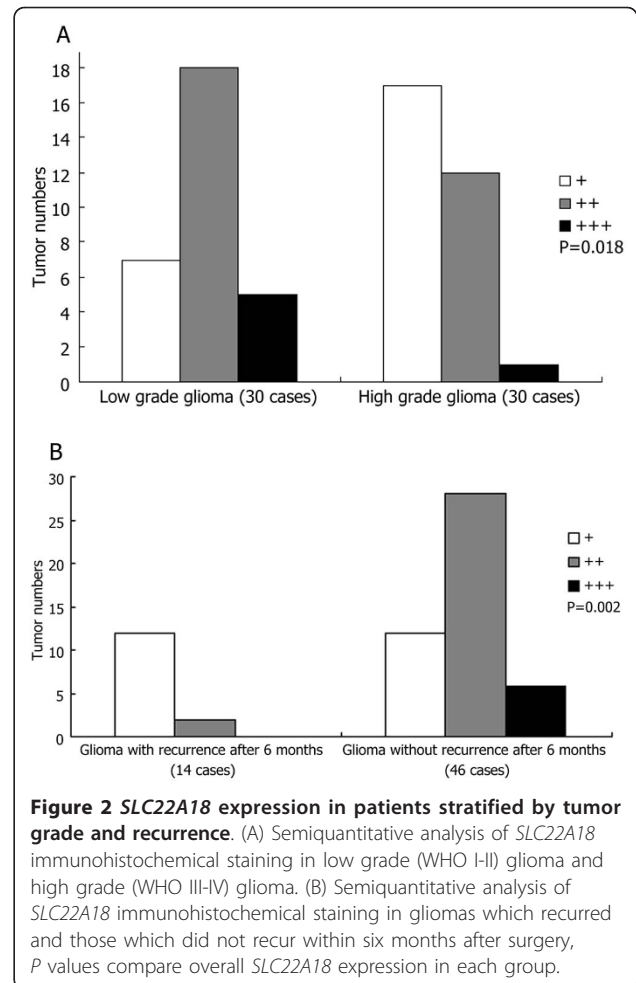 A
18
16
14
12
10
8
6
4
2
0
Tumor numbers
+
++
+++
P=0.018
Low grade glioma (30 cases) High grade glioma (30 cases)
B
30
25
20
15
10
5
0
Tumor numbers
+
++
+++
P=0.002
Glioma with recurrence after 6 months Glioma without recurrence after 6 months
(14 cases) (46 cases)
Figure 2 SLC22A18 expression in patients stratified by tumor
grade and recurrence. (A) Semiquantitative analysis of SLC22A18
immunohistochemical staining in low grade (WHO I-II) glioma and
high grade (WHO III-IV) glioma. (B) Semiquantitative analysis of
SLC22A18 immunohistochemical staining in gliomas which recurred
and those which did not recur within six months after surgery,
P values compare overall SLC22A18 expression in each group.